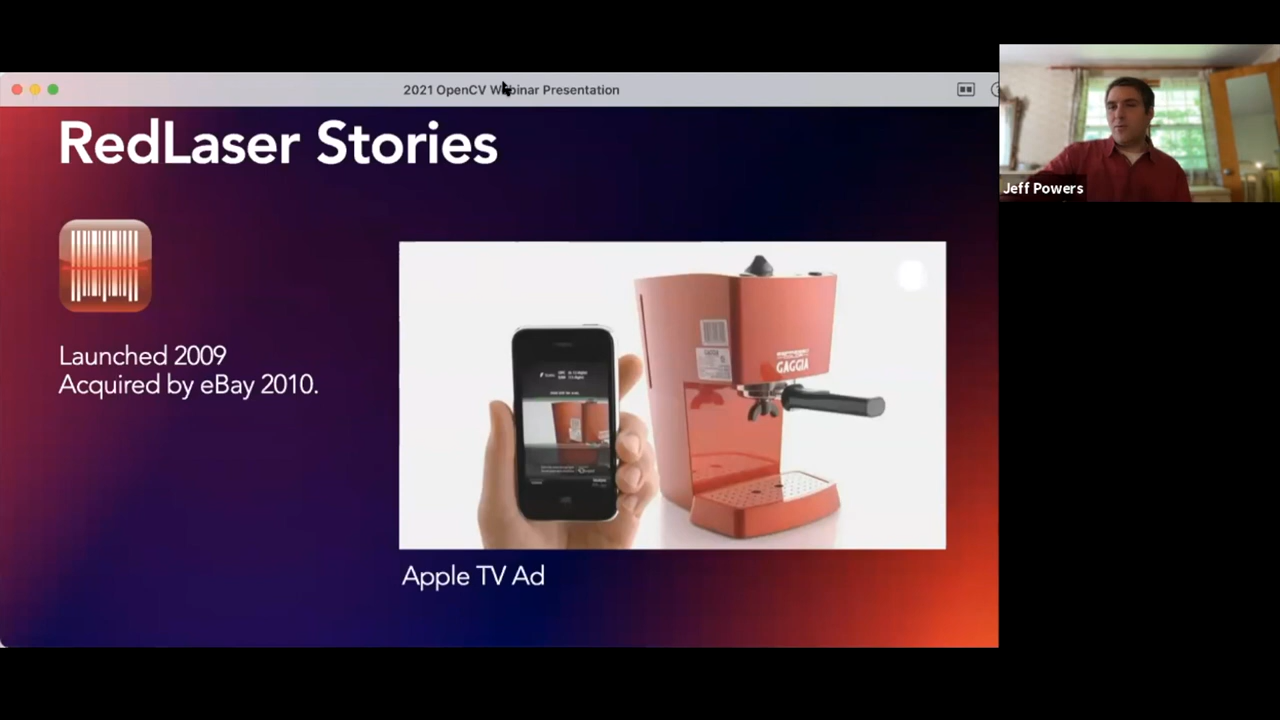 2021 OpenCV Webinar Presentation
RedLaser Stories
Launched 2009
Acquired by eBay 2010.
GAGGIA
Apple TV Ad
Jeff Powers